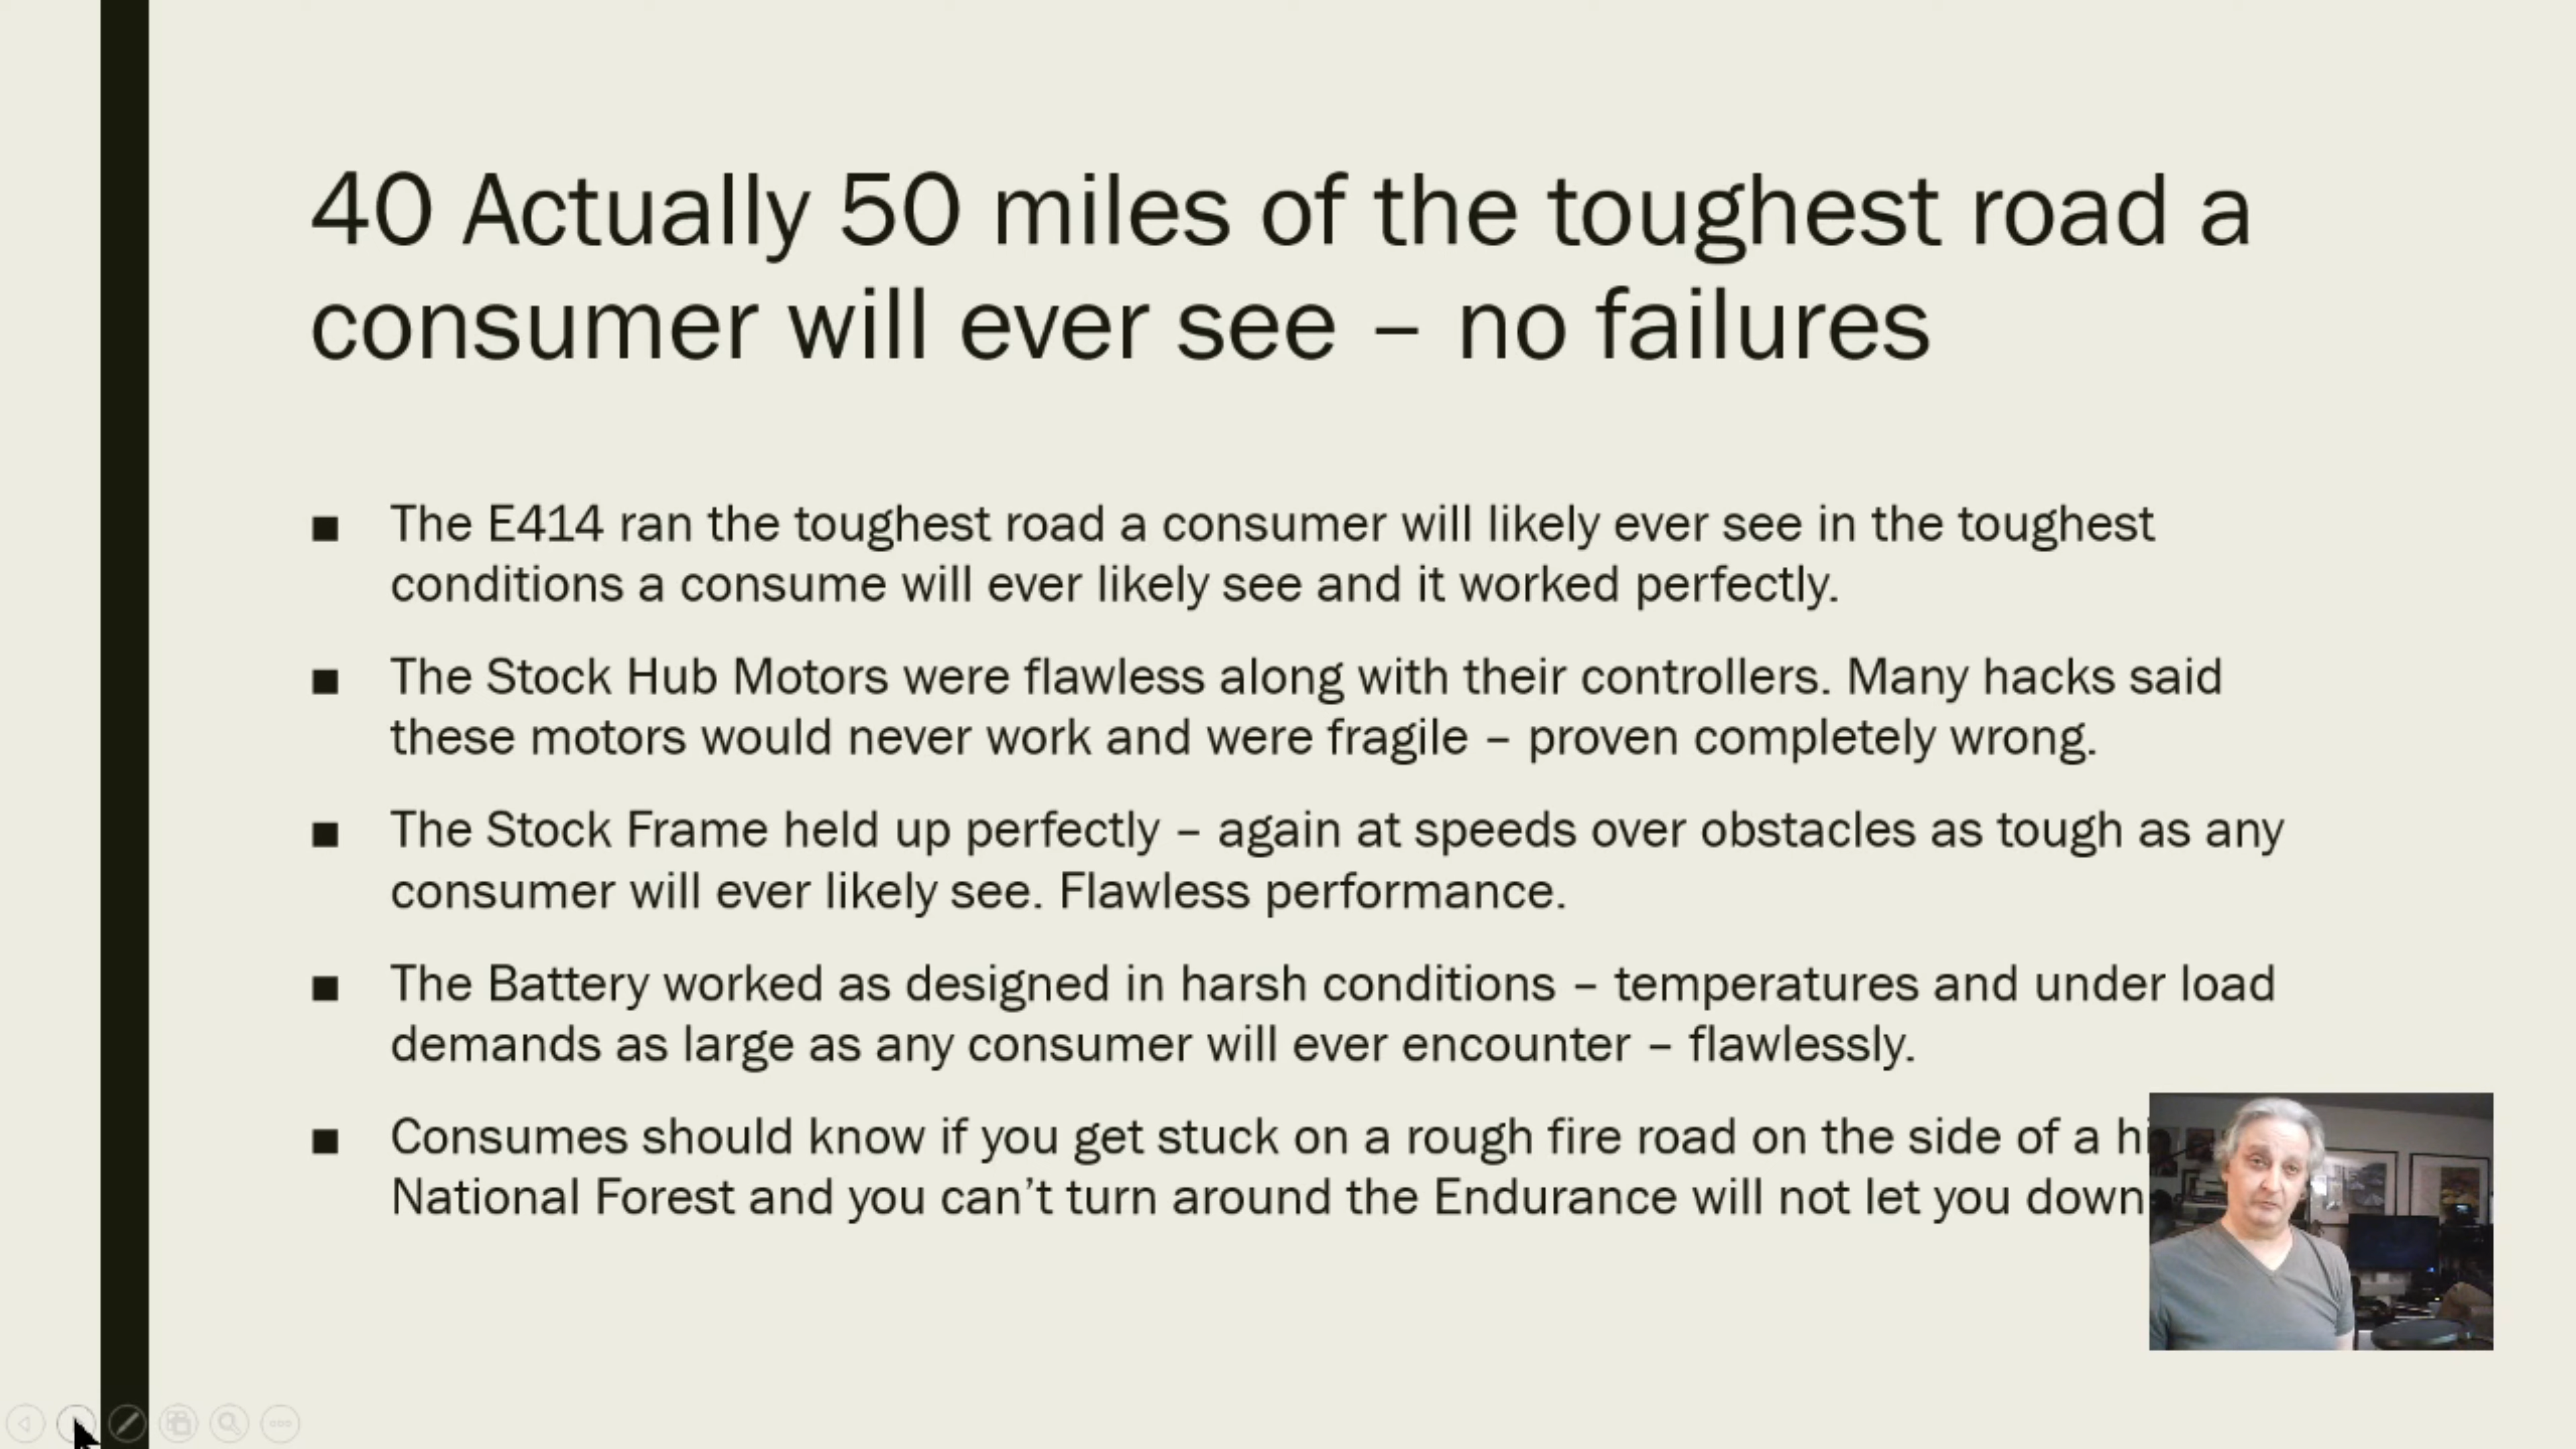 40 Actually 50 miles of the toughest road a
consumer will ever see – no failures
■ The E414 ran the toughest road a consumer will likely ever see in the toughest
conditions a consume will ever likely see and it worked perfectly.
■ The Stock Hub Motors were flawless along with their controllers. Many hacks said
these motors would never work and were fragile – proven completely wrong.
■ The Stock Frame held up perfectly – again at speeds over obstacles as tough as any
consumer will ever likely see. Flawless performance.
■ The Battery worked as designed in harsh conditions – temperatures and under load
demands as large as any consumer will ever encounter – flawlessly.
■ Consumes should know if you get stuck on a rough fire road on the side of a
National Forest and you can’t turn around the Endurance will not let you down